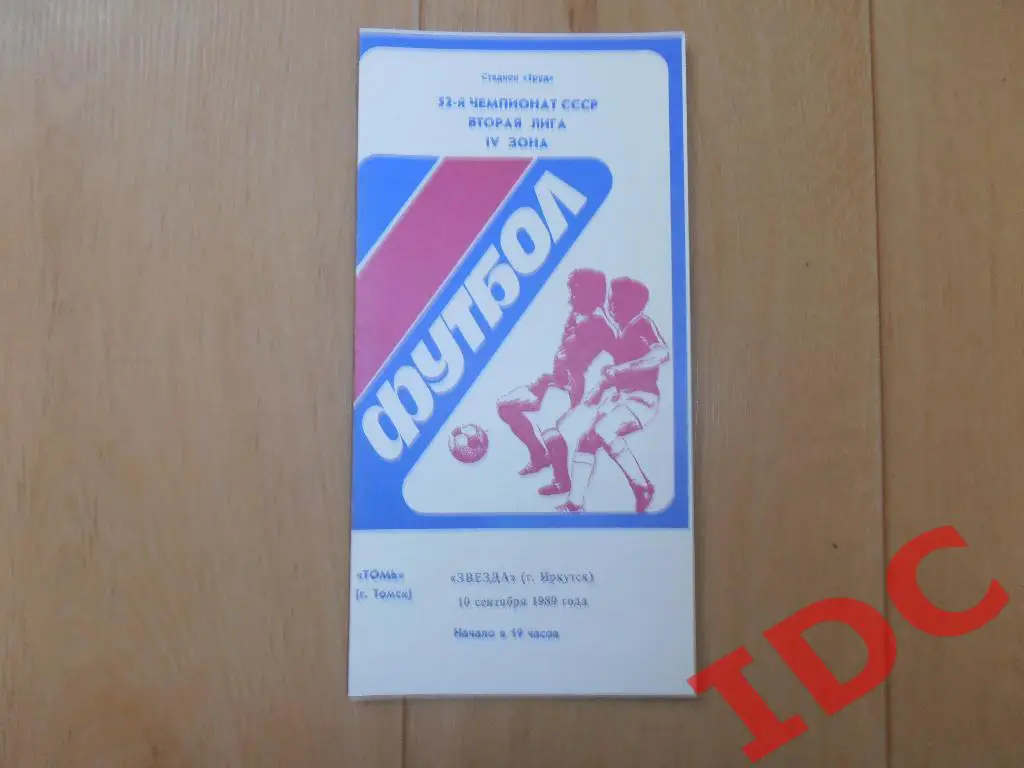 Стадион «Труд»
52-й ЧЕМПИОНАТ СССР
ВТОРАЯ ЛИГА
IV ЗОНА
ФУТБОЛ
«ТОМЬ»
(г. Томск)
«ЗВЕЗДА» (г. Иркутск)
10 сентября 1989 года
Начало в 19 часов
IDC